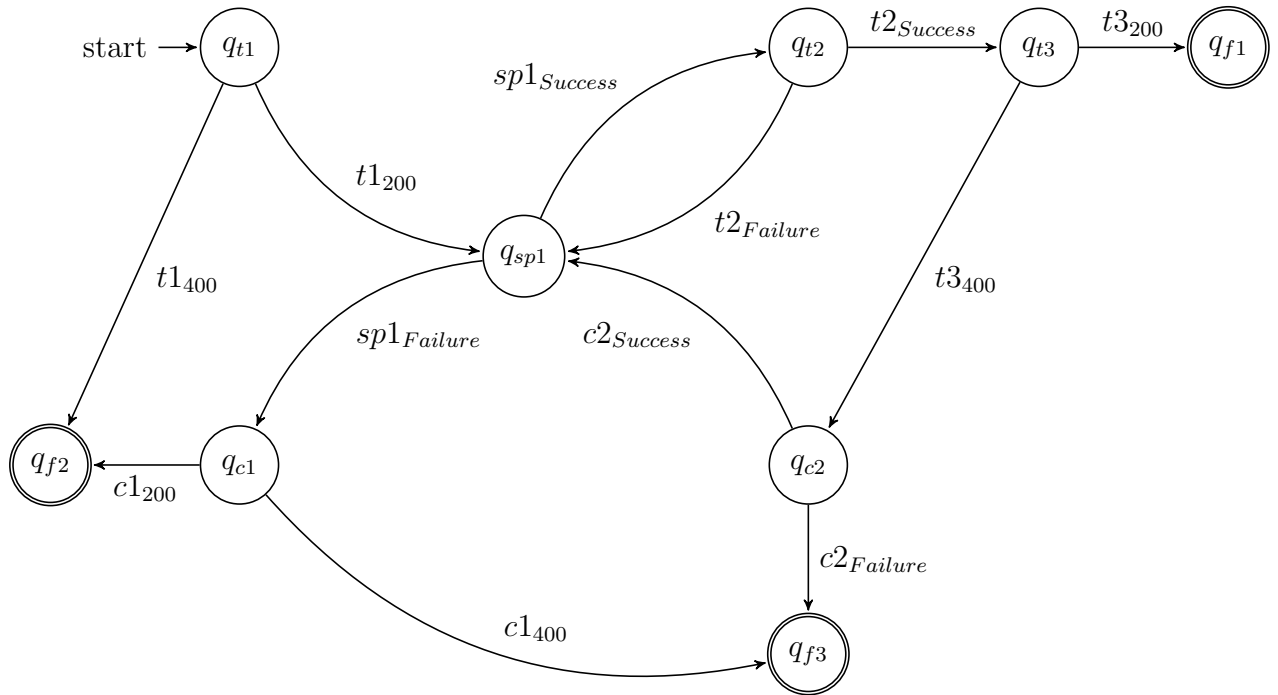 start
q_{t1}
q_{t2}
t2_{Success}
q_{t3}
t3_{200}
q_{f1}
sp1_{Success}
t1_{200}
t2_{Failure}
q_{sp1}
t1_{400}
t3_{400}
sp1_{Failure}
c2_{Success}
q_{f2}
c1_{200}
q_{c1}
q_{c2}
c2_{Failure}
c1_{400}
q_{f3}